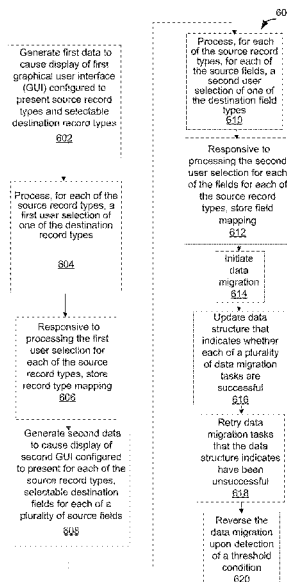 Generate first data to
cause display of first
graphical user interface
(GUI) configured to
present source record
types and selectable
destination record types
602
Process, for each of the
source record types, a
first user selection of
one of the destination
record types
604
Responsive to
processing the first
user selection for
each of the source
record types, store
record type mapping
606
Generate second data
to cause display of
second GUI configured
to present for each of
the source record types,
selectable destination
fields for each of a
plurality of source fields
608
60
Process, for each
of the source record
types, for each of
the source fields, a
second user
selection of one of
the destination field
types
610
Responsive to
processing the second
user selection for each
of the fields for each of
the source record
types, store field
mapping
612
Initiate
data
migration
614
Update data
structure that
indicates whether
each of a plurality
of data migration
tasks are
successful
616
Retry data
migration tasks
that the data
structure indicates
have been
unsuccessful
618
Reverse the
data migration
upon detection
of a threshold
condition
620